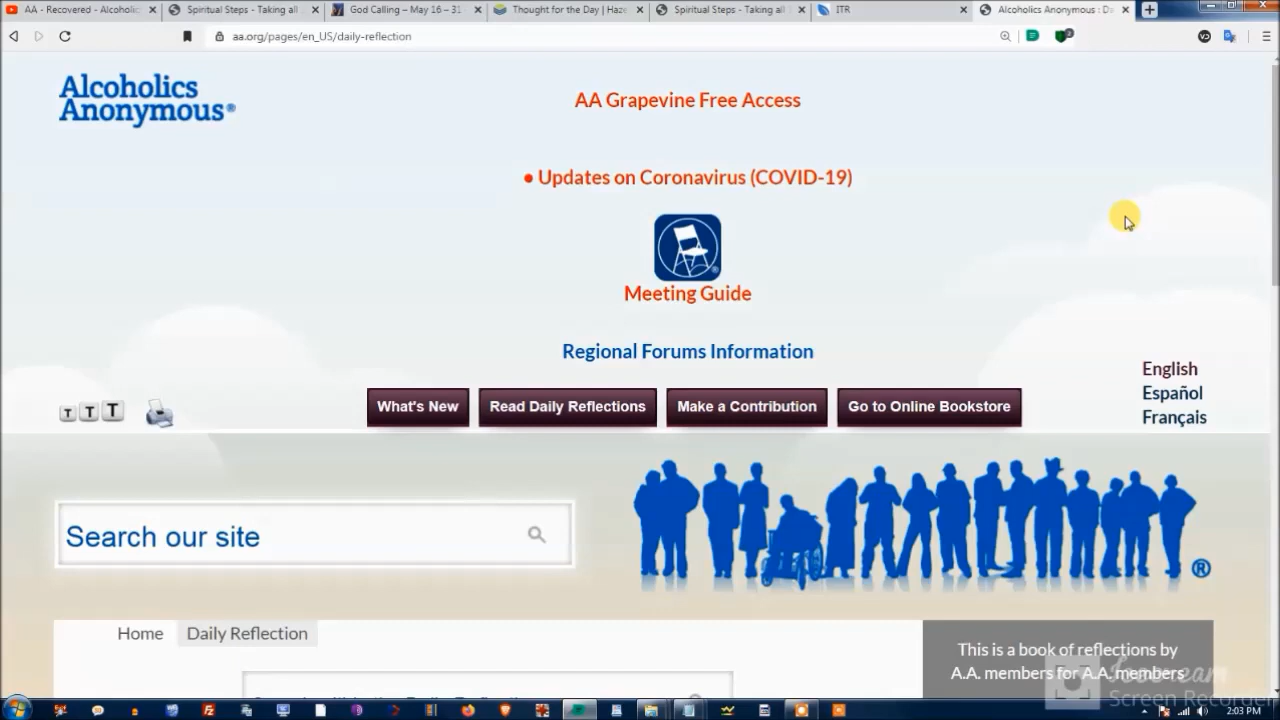 AA - Recovered - Alcoholic
Spiritual Steps - Taking all
God Calling – May 16 – 31
Thought for the Day | Haze
Spiritual Steps - Taking all
ITR
Alcoholics Anonymous : Da
aa.org/pages/en_US/daily-reflection
Alcoholics
Anonymous®
AA Grapevine Free Access
• Updates on Coronavirus (COVID-19)
Meeting Guide
Regional Forums Information
English
Español
Français
T T T
What's New
Read Daily Reflections
Make a Contribution
Go to Online Bookstore
Search our site
®
Home
Daily Reflection
This is a book of reflections by
A.A. members for A.A. members
Icecream
Screen Recorder
2:03 PM